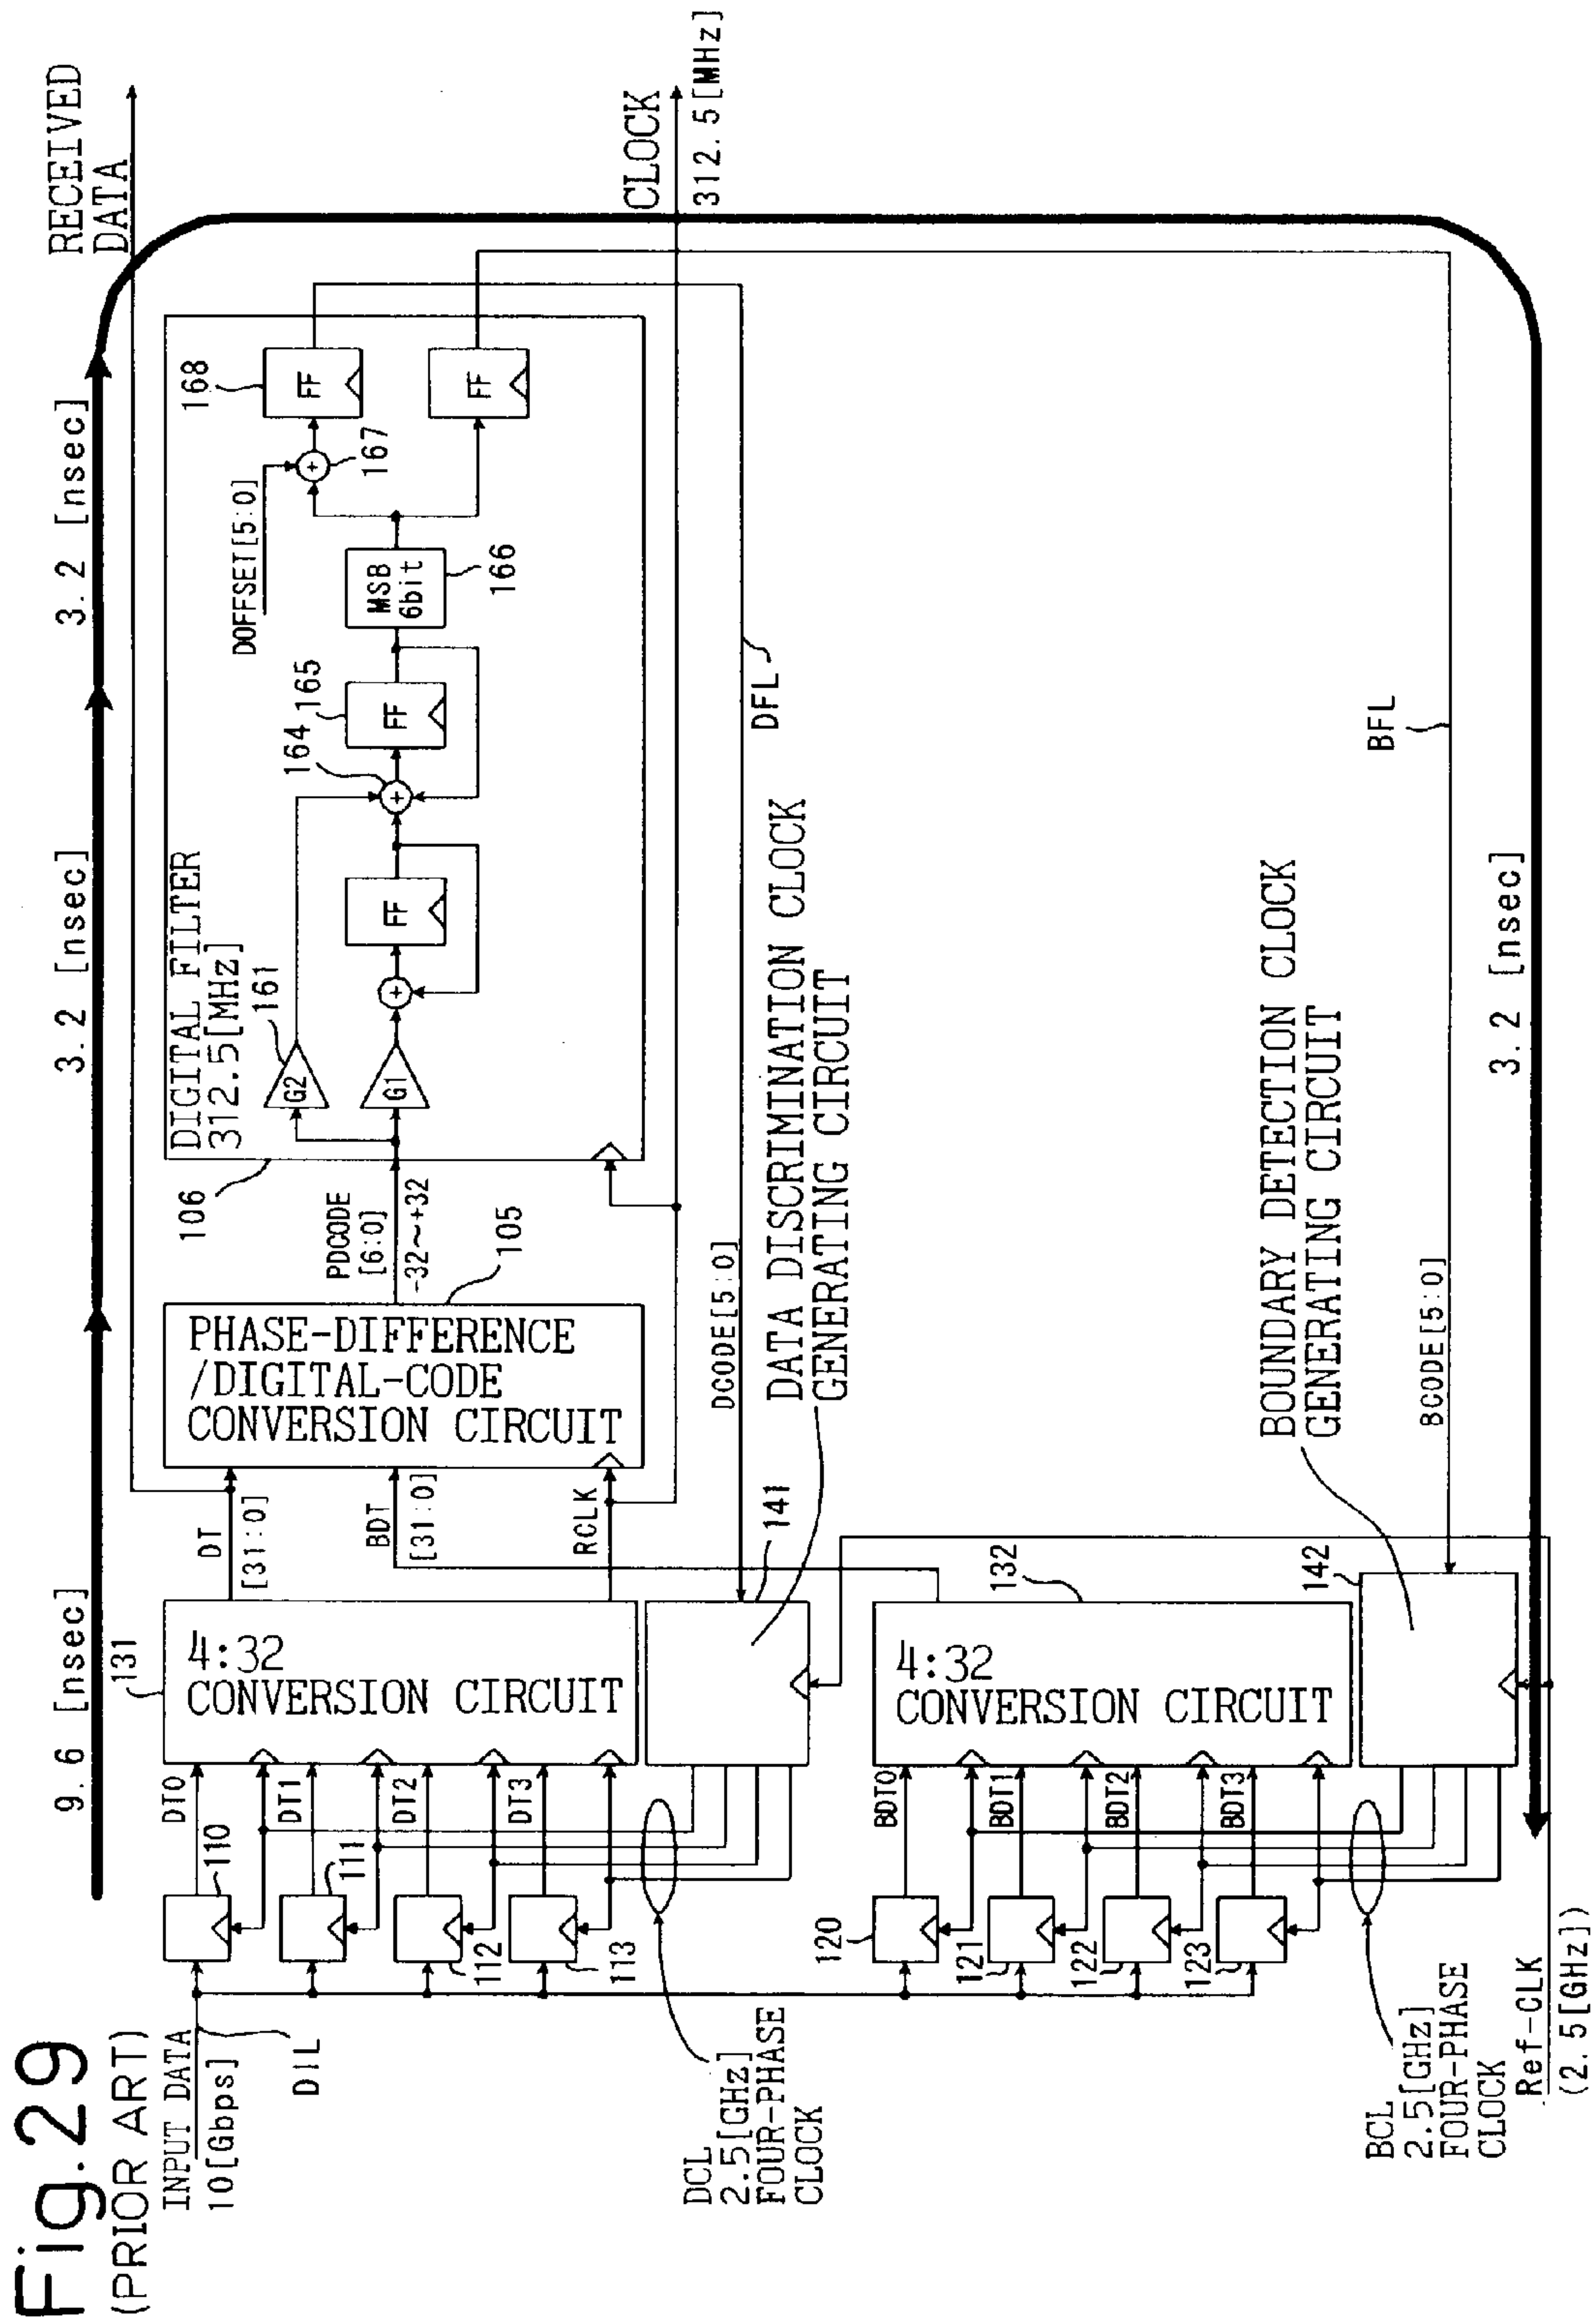 Fig.29
(PRIOR ART)
9. 6 [nsec]
3. 2 [nsec]
3. 2 [nsec]
RECEIVED
DATA
INPUT DATA
10[Gbps]
DIL
110
111
112
113
DT0
DT1
DT2
DT3
131
4:32
CONVERSION CIRCUIT
DT
[31:0]
BDT
[31:0]
RCLK
PHASE-DIFFERENCE
/DIGITAL-CODE
CONVERSION CIRCUIT
105
PDCODE
[6:0]
-32～+32
106
DIGITAL FILTER
312.5[MHz]
161
G2
G1
+
FF
164
+
165
FF
MSB
6bit
166
DOFFSET[5:0]
+
167
168
FF
FF
CLOCK
312. 5[MHz]
DCL
2.5[GHz]
FOUR-PHASE
CLOCK
141
DCODE[5:0]
DFL
DATA DISCRIMINATION CLOCK
GENERATING CIRCUIT
120
121
122
123
BDT0
BDT1
BDT2
BDT3
4:32
CONVERSION CIRCUIT
132
BOUNDARY DETECTION CLOCK
GENERATING CIRCUIT
142
BCODE[5:0]
BFL
BCL
2.5[GHz]
FOUR-PHASE
CLOCK
3. 2 [nsec]
Ref-CLK
(2. 5[GHz])